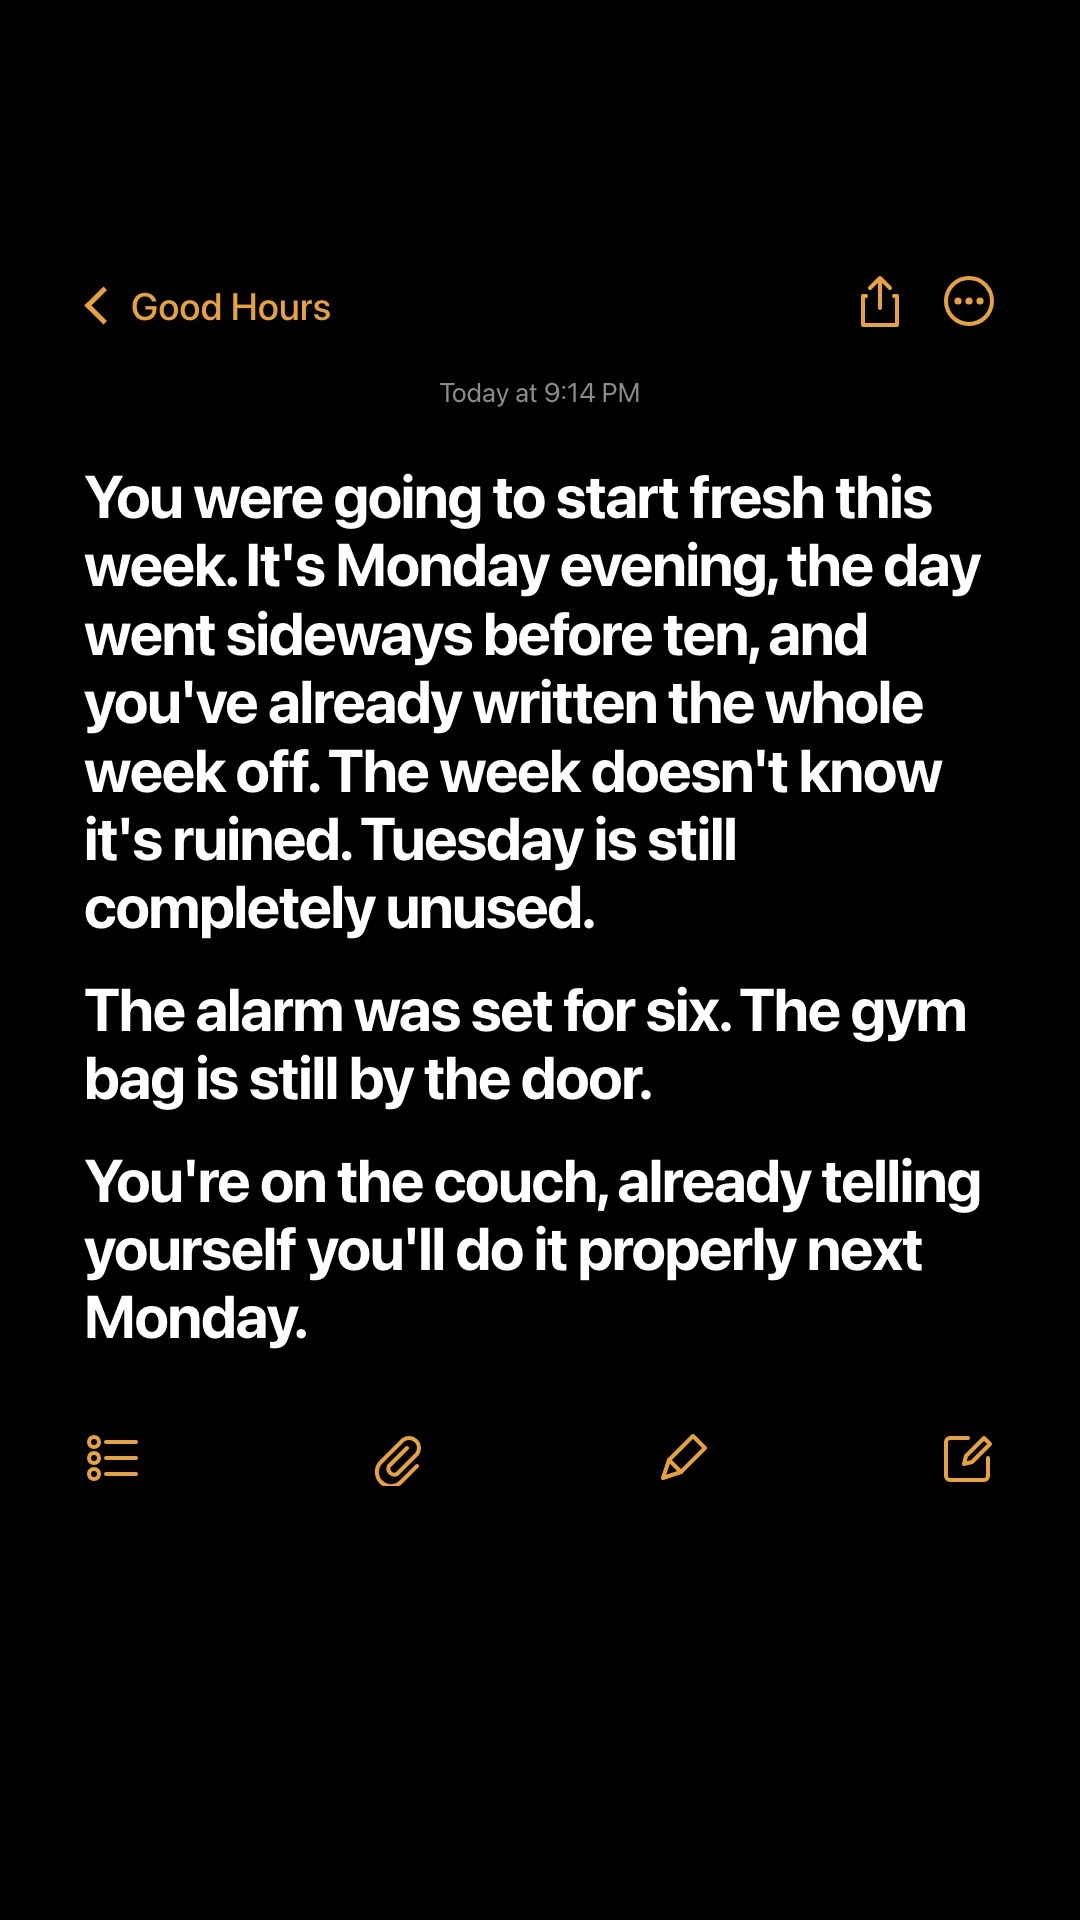 Good Hours
Today at 9:14 PM
You were going to start fresh this
week. It's Monday evening, the day
went sideways before ten, and
you've already written the whole
week off. The week doesn't know
it's ruined. Tuesday is still
completely unused.
The alarm was set for six. The gym
bag is still by the door.
You're on the couch, already telling
yourself you'll do it properly next
Monday.